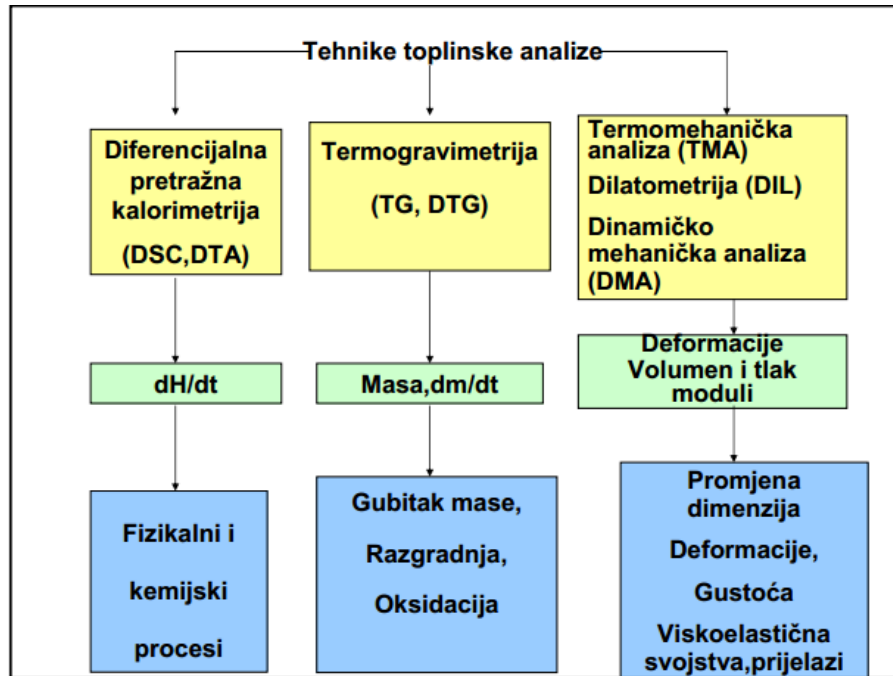 Tehnike toplinske analize
Diferencijalna
pretražna
kalorimetrija
(DSC,DTA)
Termogravimetrija
(TG, DTG)
Termomehanička
analiza (TMA)
Dilatometrija (DIL)
Dinamičko
mehanička analiza
(DMA)
dH/dt
Masa,dm/dt
Deformacije
Volumen i tlak
moduli
Fizikalni i
kemijski
procesi
Gubitak mase,
Razgradnja,
Oksidacija
Promjena
dimenzija
Deformacije,
Gustoća
Viskoelastična
svojstva,prijelazi